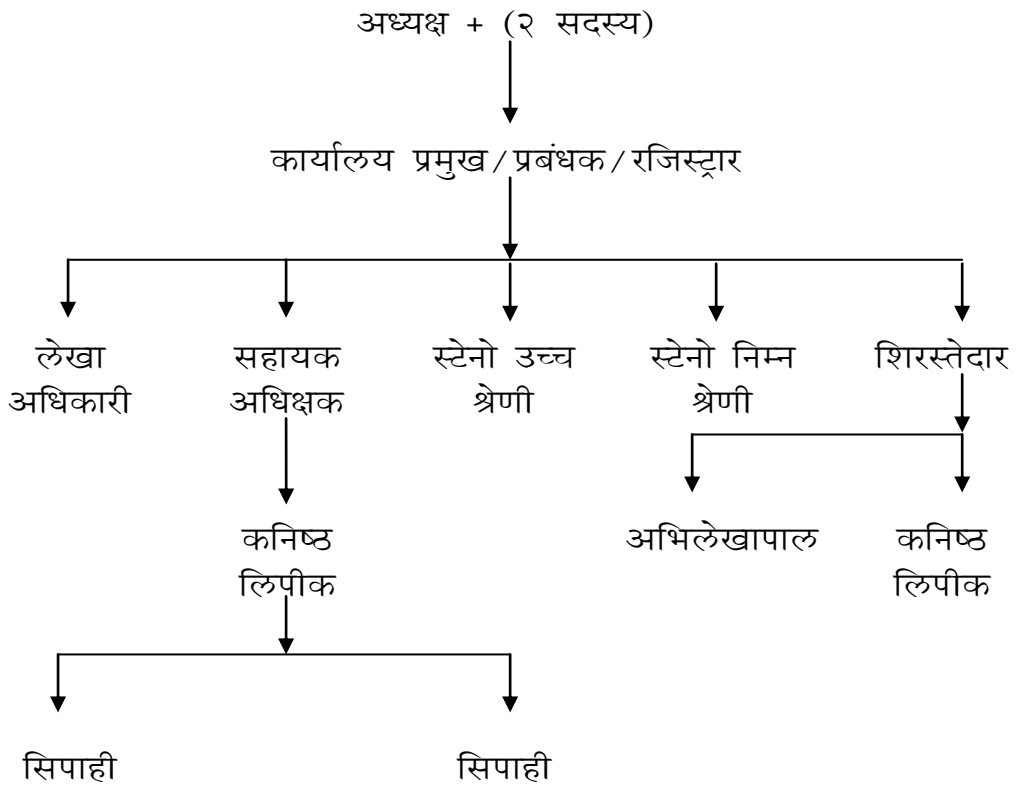 अध्यक्ष + (२ सदस्य)
कार्यालय प्रमुख/प्रबंधक/रजिस्ट्रार
लेखा
अधिकारी
सहायक
अधिक्षक
स्टेनो उच्च
श्रेणी
स्टेनो निम्न
श्रेणी
शिरस्तेदार
कनिष्ठ
लिपीक
अभिलेखापाल
कनिष्ठ
लिपीक
सिपाही
सिपाही